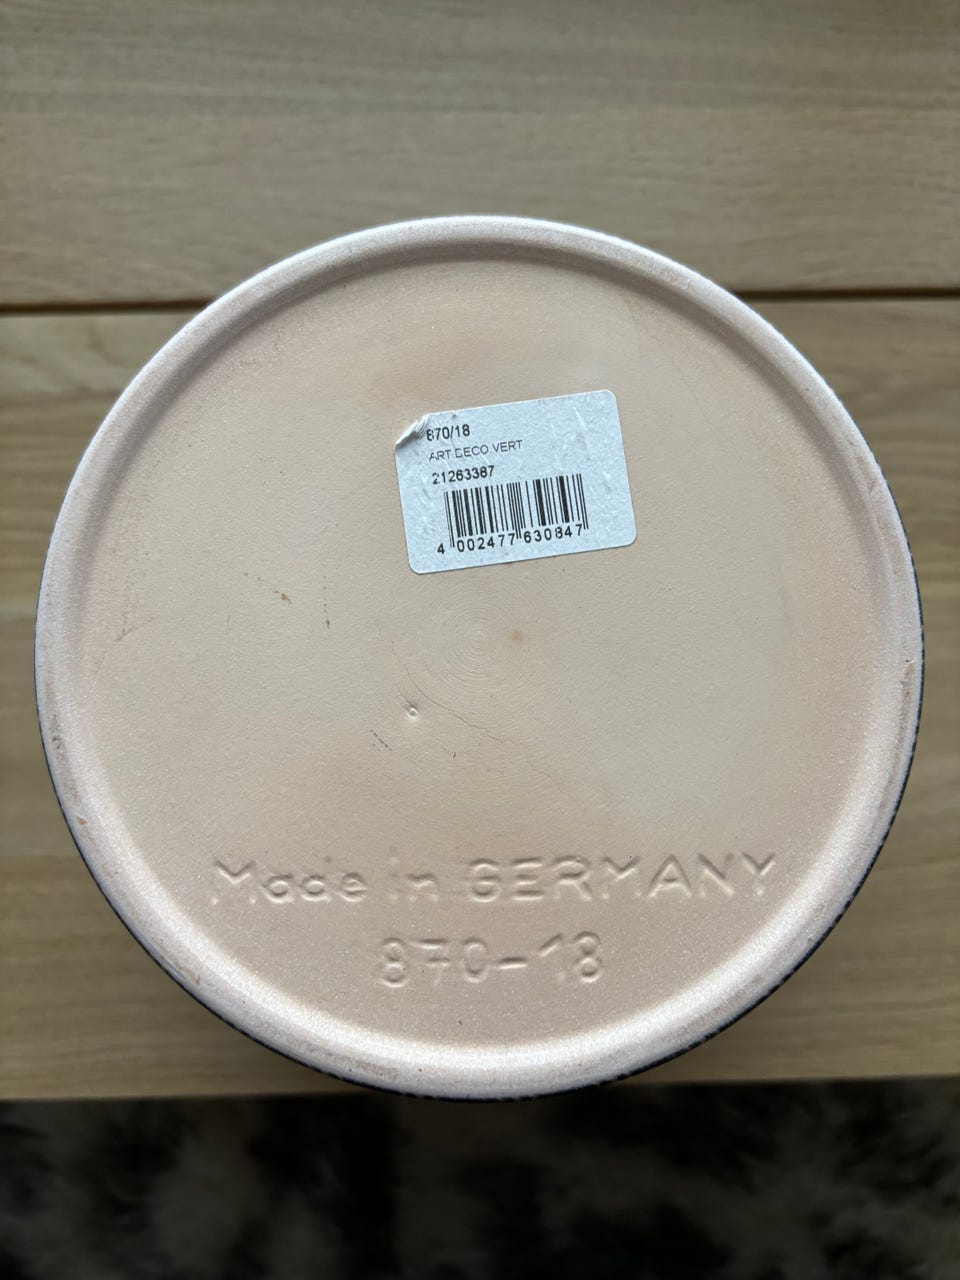 870/18
ART DECO VERT
21263387
4 002477 630847
Made in GERMANY
870-18